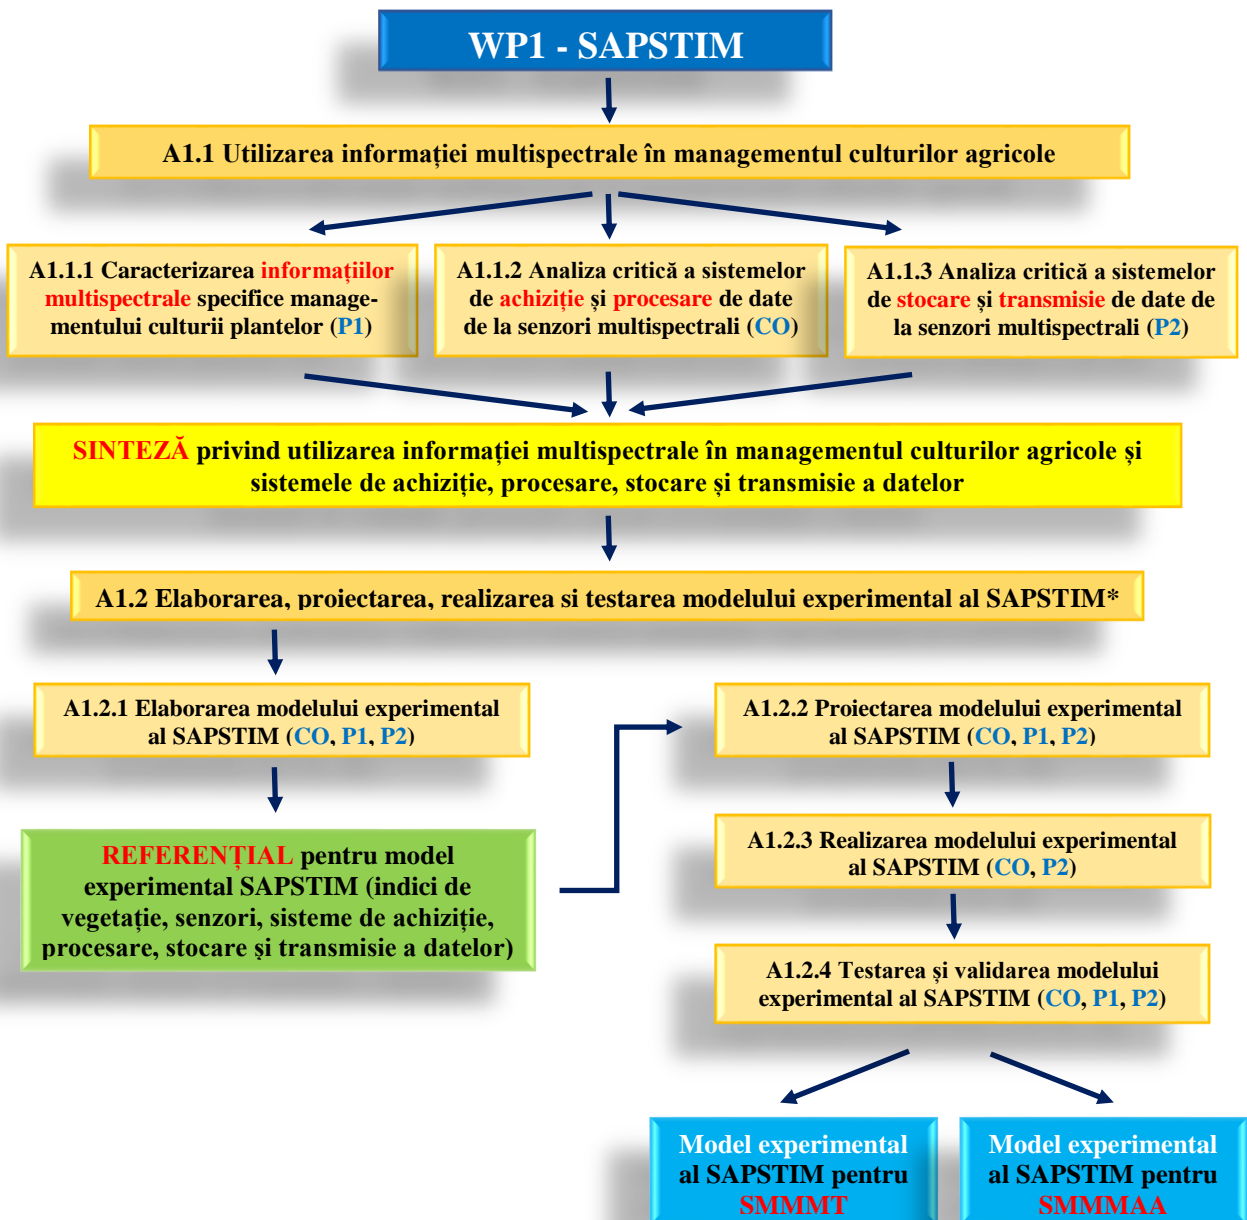 WP1 - SAPSTIM
A1.1 Utilizarea informației multispectrale în managementul culturilor agricole
A1.1.1 Caracterizarea informațiilor
multispectrale specifice manage-
mentului culturii plantelor (P1)
A1.1.2 Analiza critică a sistemelor
de achiziție și procesare de date
de la senzori multispectrali (CO)
A1.1.3 Analiza critică a sistemelor
de stocare și transmisie de date de
la senzori multispectrali (P2)
SINTEZĂ privind utilizarea informației multispectrale în managementul culturilor agricole și
sistemele de achiziție, procesare, stocare și transmisie a datelor
A1.2 Elaborarea, proiectarea, realizarea si testarea modelului experimental al SAPSTIM*
A1.2.1 Elaborarea modelului experimental
al SAPSTIM (CO, P1, P2)
REFERENȚIAL pentru model
experimental SAPSTIM (indici de
vegetație, senzori, sisteme de achiziție,
procesare, stocare și transmisie a datelor)
A1.2.2 Proiectarea modelului experimental
al SAPSTIM (CO, P1, P2)
A1.2.3 Realizarea modelului experimental
al SAPSTIM (CO, P2)
A1.2.4 Testarea și validarea modelului
experimental al SAPSTIM (CO, P1, P2)
Model experimental
al SAPSTIM pentru
SMMMT
Model experimental
al SAPSTIM pentru
SMMMAA